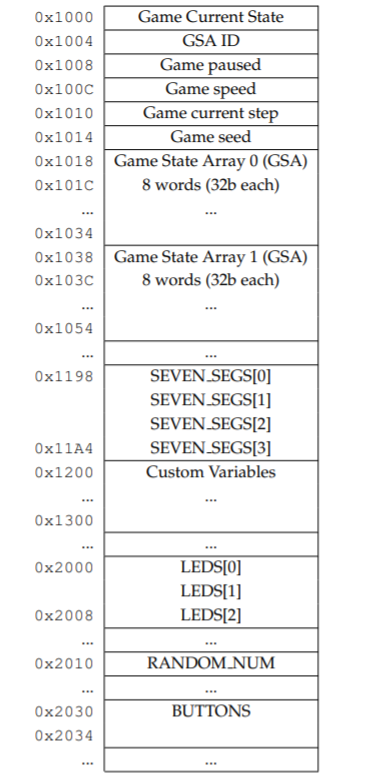 0x1000 Game Current State
0x1004 GSA ID
0x1008 Game paused
0x100C Game speed
0x1010 Game current step
0x1014 Game seed
0x1018 Game State Array 0 (GSA)
0x101C 8 words (32b each)
... ...
0x1034
0x1038 Game State Array 1 (GSA)
0x103C 8 words (32b each)
... ...
0x1054
... ...
0x1198 SEVEN_SEGS[0]
SEVEN_SEGS[1]
SEVEN_SEGS[2]
0x11A4 SEVEN_SEGS[3]
0x1200 Custom Variables
... ...
0x1300
... ...
0x2000 LEDS[0]
LEDS[1]
0x2008 LEDS[2]
... ...
0x2010 RANDOM_NUM
... ...
0x2030 BUTTONS
0x2034
... ...